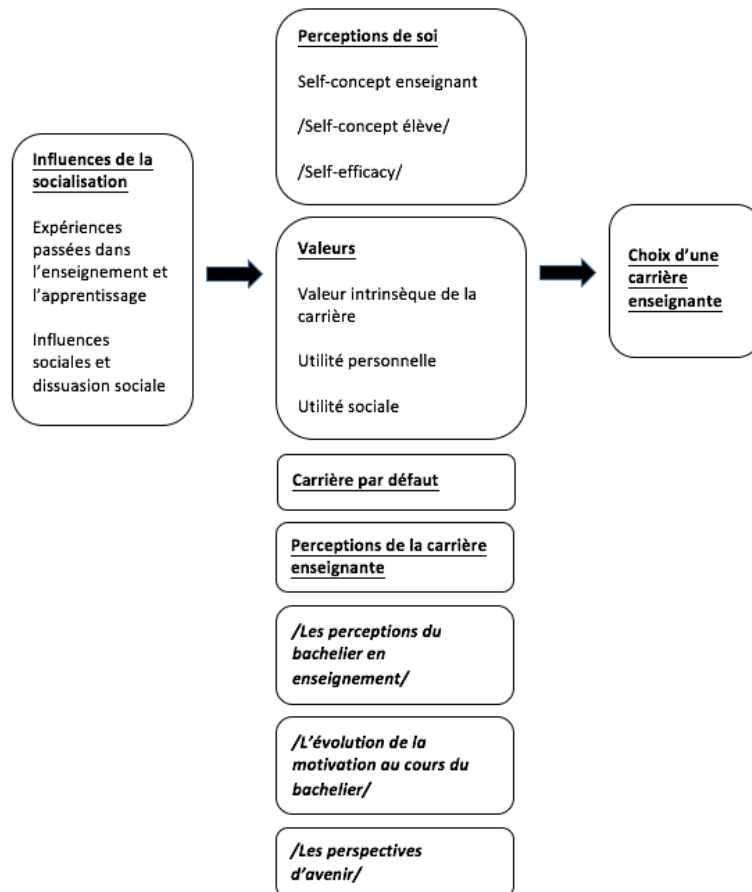 Influences de la
socialisation
Expériences
passées dans
l'enseignement et
l'apprentissage
Influences
sociales et
dissuasion sociale
Perceptions de soi
Self-concept enseignant
/Self-concept élève/
/Self-efficacy/
Valeurs
Valeur intrinsèque de la
carrière
Utilité personnelle
Utilité sociale
Carrière par défaut
Perceptions de la carrière
enseignante
/Les perceptions du
bachelier en
enseignement/
/L'évolution de la
motivation au cours du
bachelier/
/Les perspectives
d'avenir/
Choix d'une
carrière
enseignante